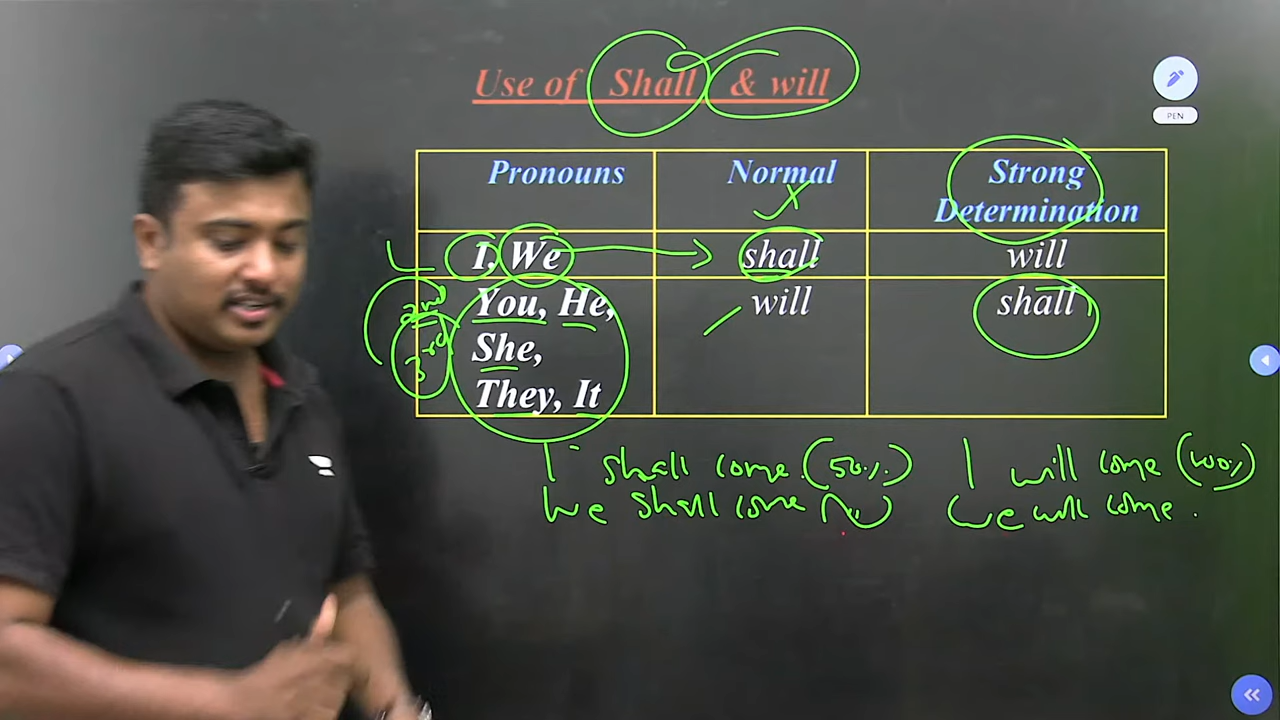 Use of Shall & will
PEN
Pronouns Normal Strong Determination
I, We shall will
2nd
3rd
You, He, will shall
She,
They, It
I shall come (50%) I will come (100%)
We shall come We will come.